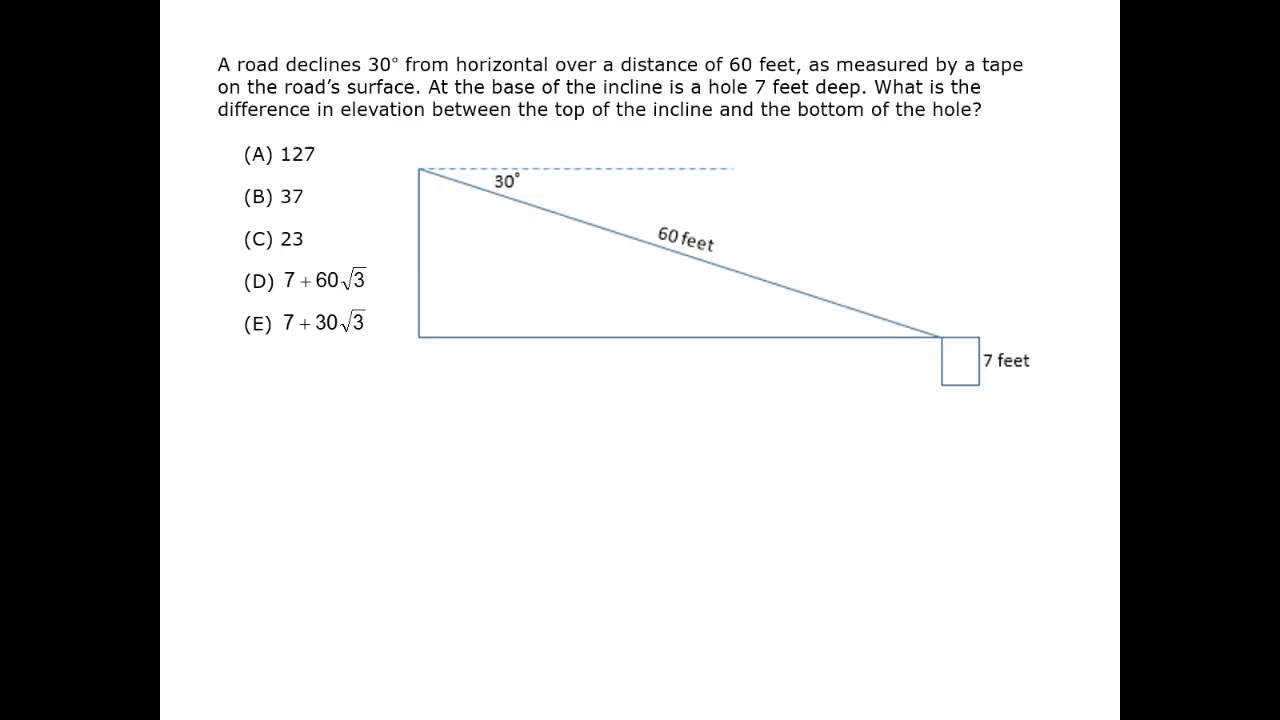 A road declines 30° from horizontal over a distance of 60 feet, as measured by a tape
on the road’s surface. At the base of the incline is a hole 7 feet deep. What is the
difference in elevation between the top of the incline and the bottom of the hole?
(A) 127
30°
(B) 37
60 feet
(C) 23
(D) 7 + 60√3
(E) 7 + 30√3
7 feet